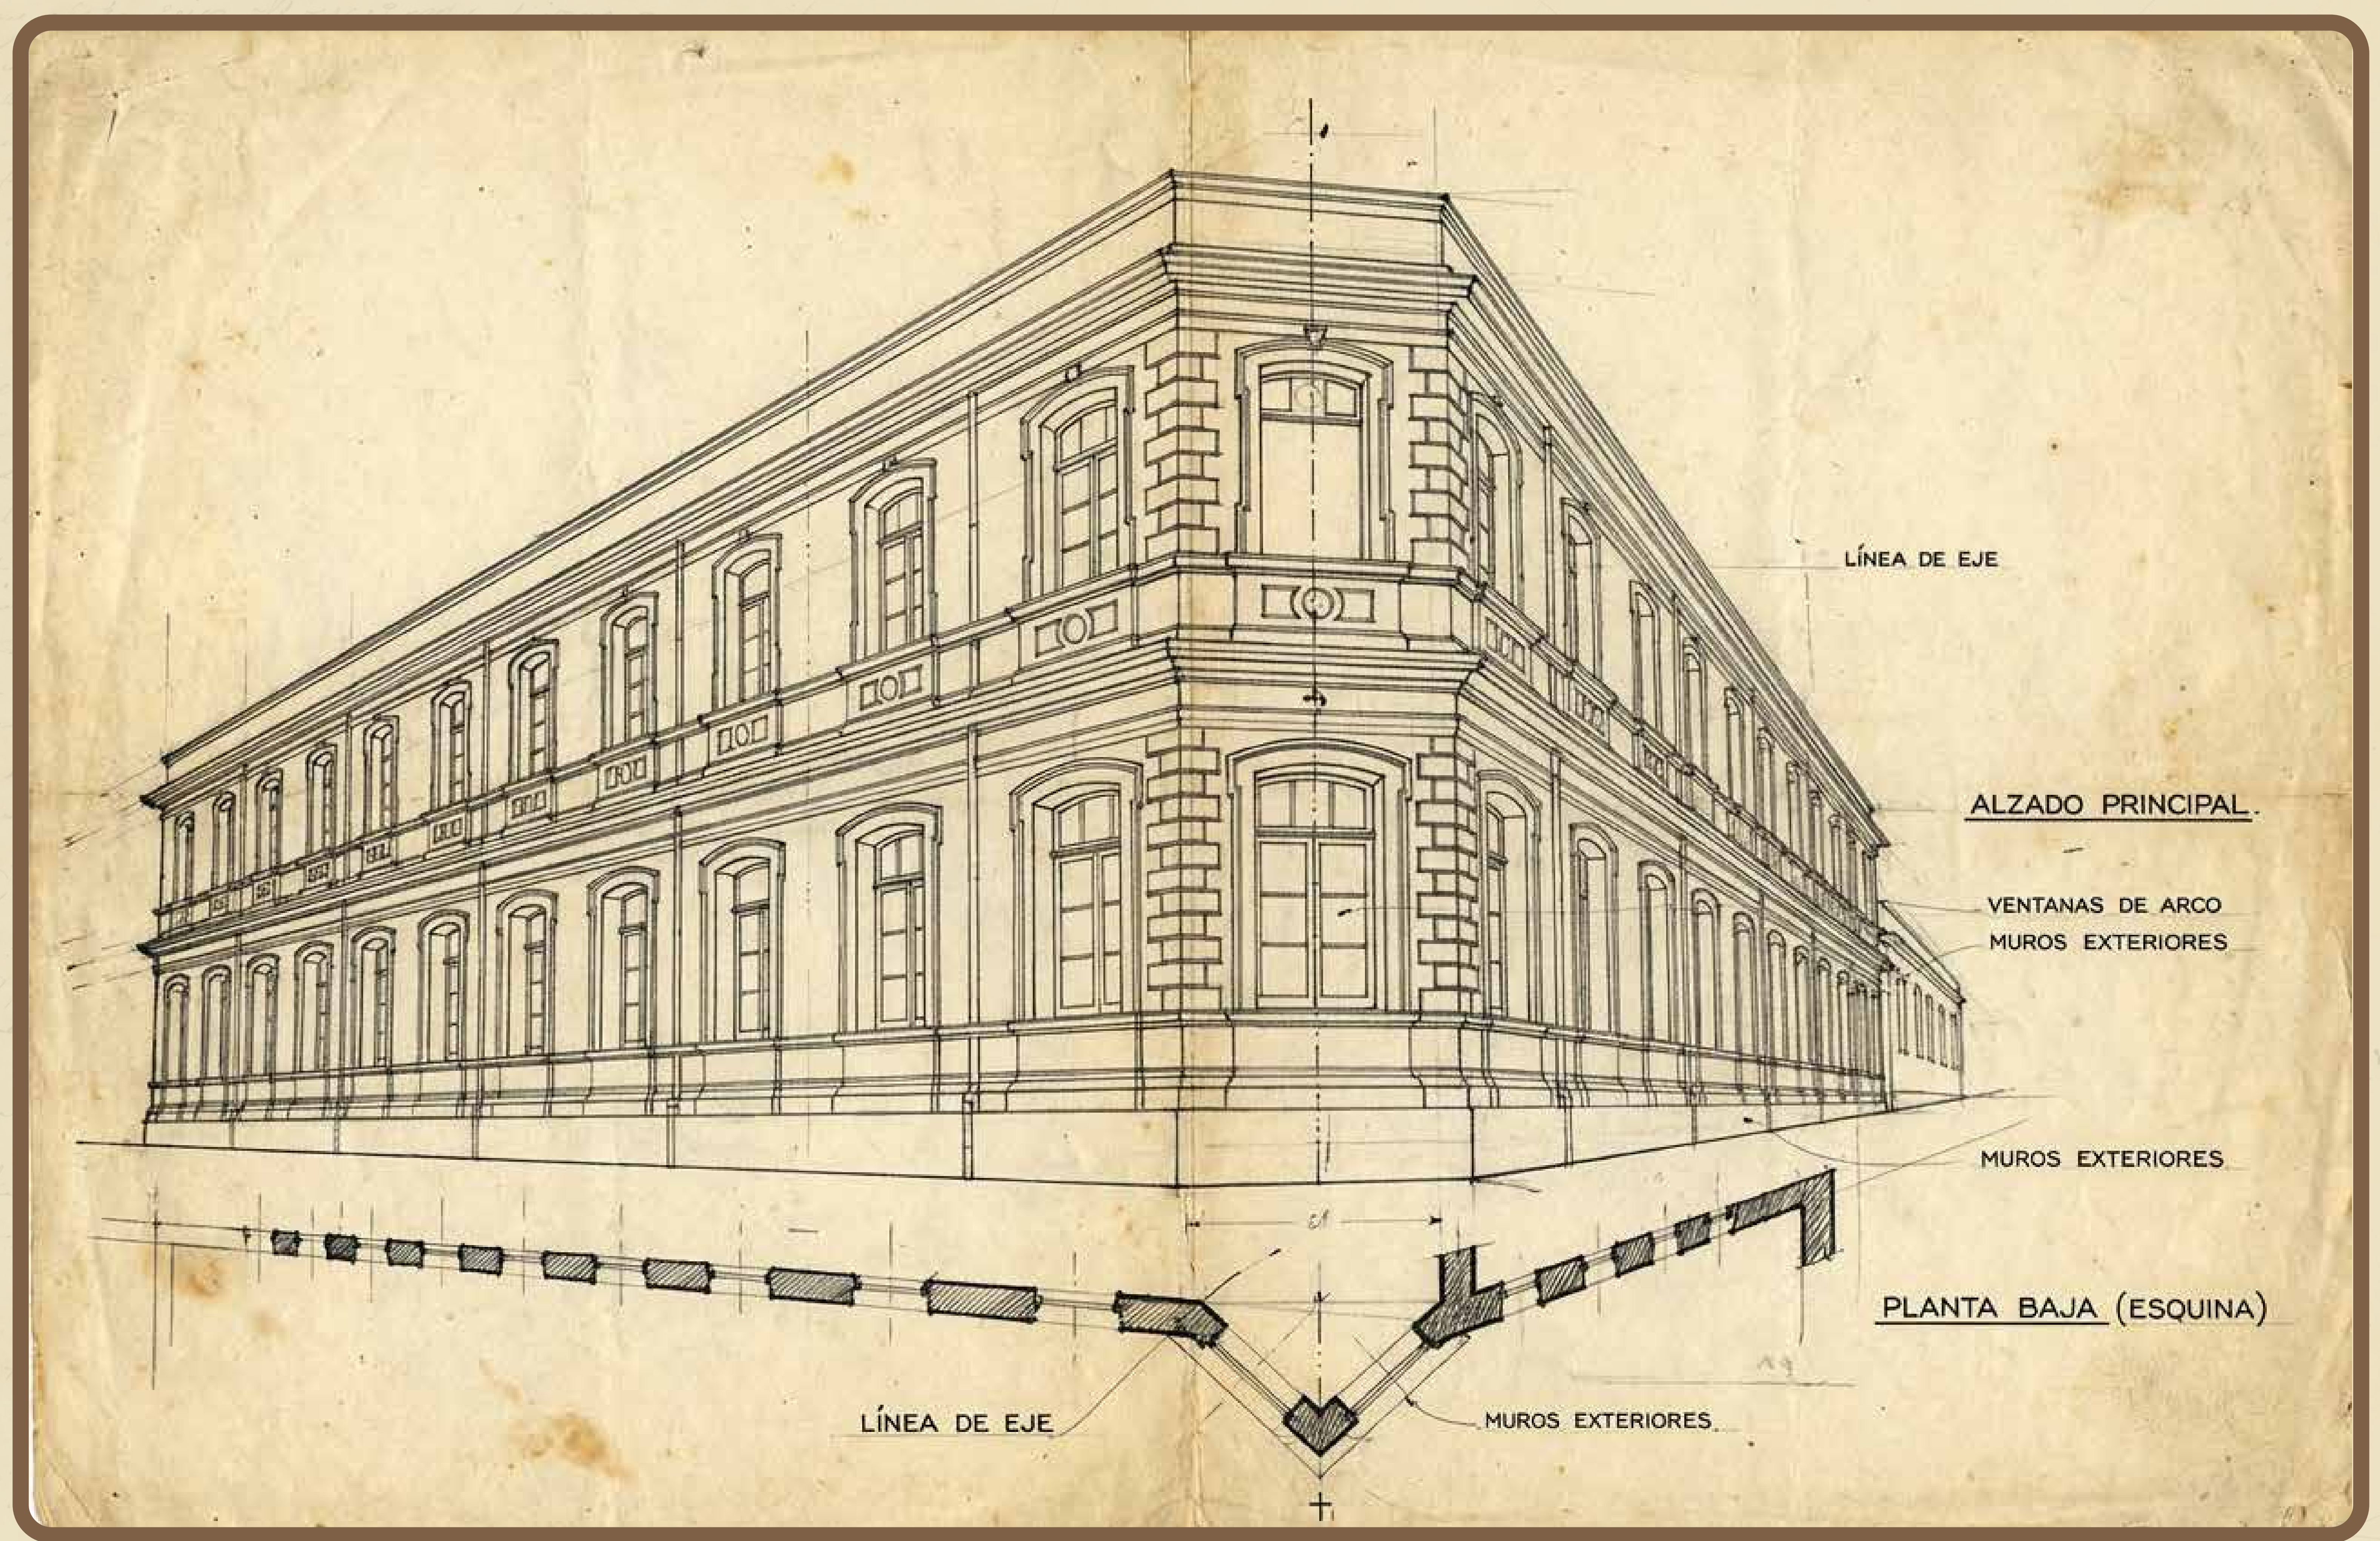 LÍNEA DE EJE
ALZADO PRINCIPAL.
VENTANAS DE ARCO
MUROS EXTERIORES
MUROS EXTERIORES
PLANTA BAJA (ESQUINA)
LÍNEA DE EJE
MUROS EXTERIORES